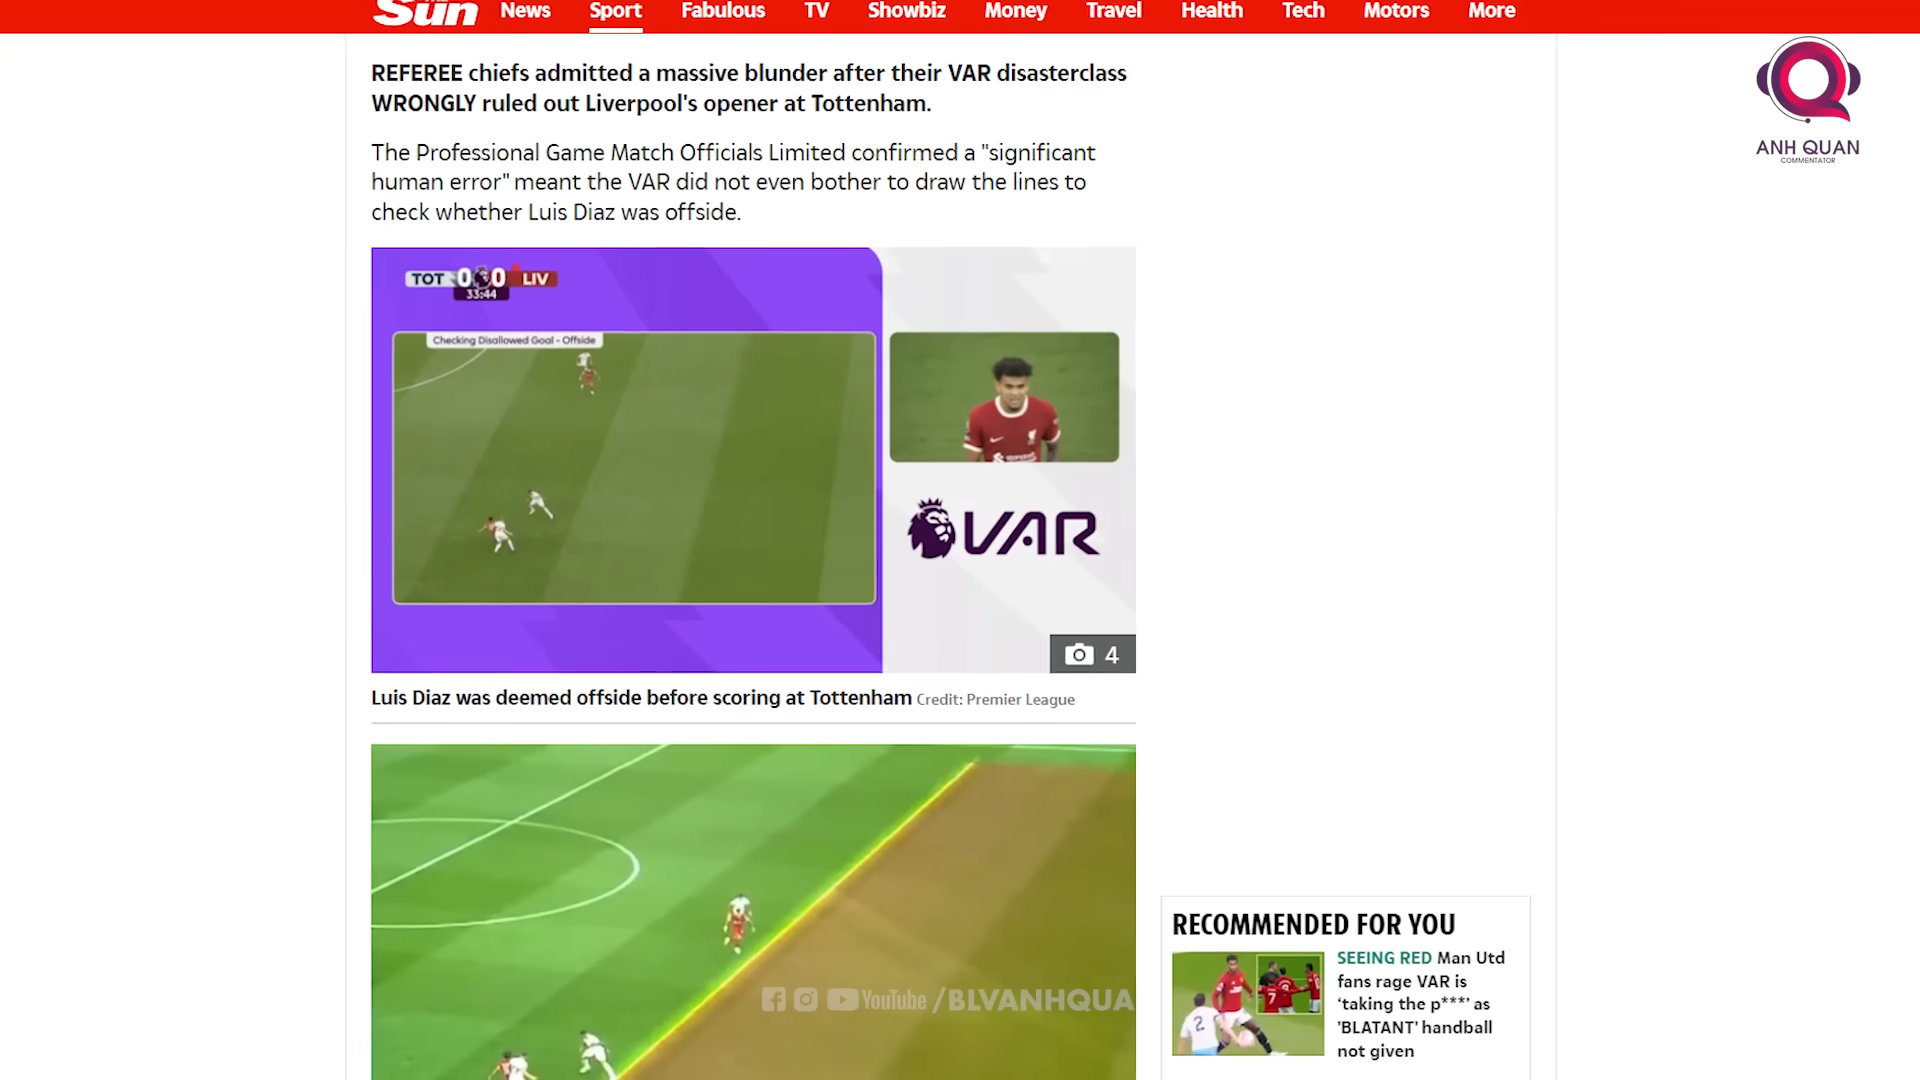 THE
Sun
News Sport Fabulous TV Showbiz Money Travel Health Tech Motors More
ANH QUAN
COMMENTATOR
REFEREE chiefs admitted a massive blunder after their VAR disasterclass
WRONGLY ruled out Liverpool's opener at Tottenham.
The Professional Game Match Officials Limited confirmed a "significant
human error" meant the VAR did not even bother to draw the lines to
check whether Luis Diaz was offside.
TOT 0 0 LIV
33:44
Checking Disallowed Goal - Offside
VAR
4
Luis Diaz was deemed offside before scoring at Tottenham Credit: Premier League
YouTube /BLVANHQUA
RECOMMENDED FOR YOU
SEEING RED Man Utd
fans rage VAR is
‘taking the p***’ as
'BLATANT' handball
not given
2
7